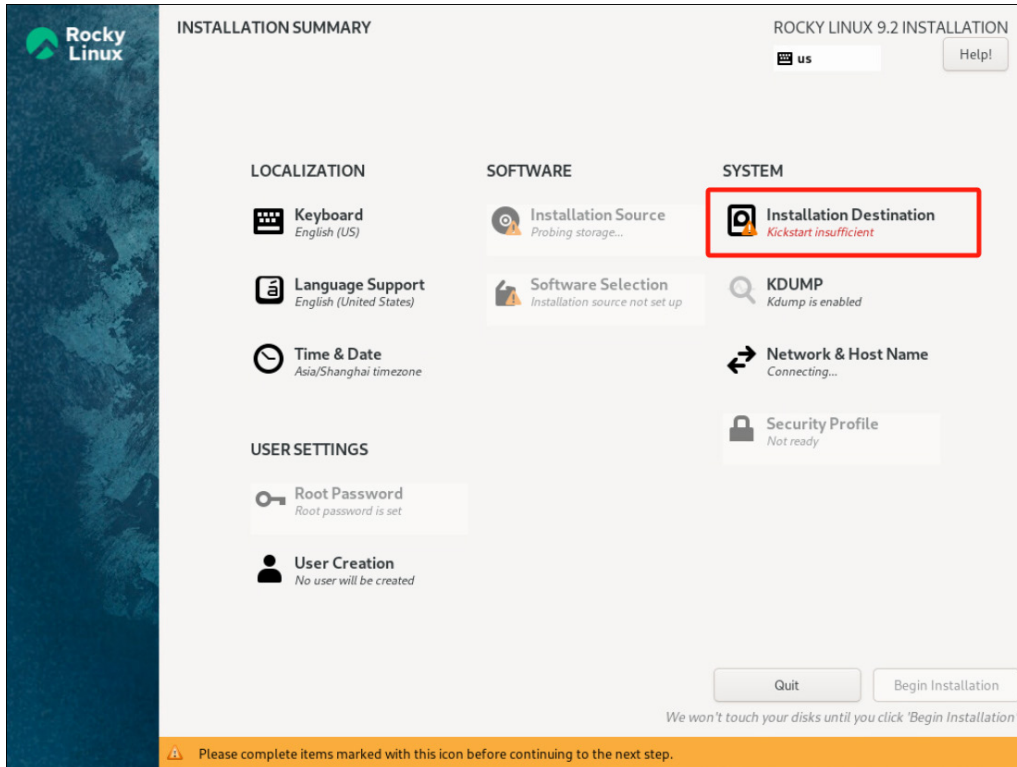 Rocky
Linux
INSTALLATION SUMMARY
ROCKY LINUX 9.2 INSTALLATION
us
Help!
LOCALIZATION
Keyboard
English (US)
Language Support
English (United States)
Time & Date
Asia/Shanghai timezone
SOFTWARE
Installation Source
Probing storage...
Software Selection
Installation source not set up
SYSTEM
Installation Destination
Kickstart insufficient
KDUMP
Kdump is enabled
Network & Host Name
Connecting...
Security Profile
Not ready
USER SETTINGS
Root Password
Root password is set
User Creation
No user will be created
Quit
Begin Installation
We won't touch your disks until you click 'Begin Installation'
Please complete items marked with this icon before continuing to the next step.